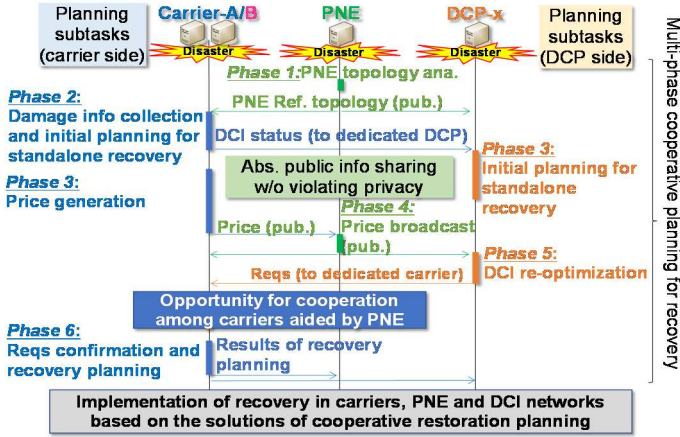 Planning
subtasks
(carrier side)
Carrier-A/B
PNE
DCP-x
Planning
subtasks
(DCP side)
Disaster
Disaster
Disaster
Phase 1:PNE topology ana.
Phase 2:
Damage info collection
and initial planning for
standalone recovery
PNE Ref. topology (pub.)
DCI status (to dedicated DCP)
Phase 3:
Initial planning for
standalone
recovery
Abs. public info sharing
w/o violating privacy
Phase 3:
Price generation
Phase 4:
Price broadcast
(pub.)
Price (pub.)
Phase 5:
DCI re-optimization
Reqs (to dedicated carrier)
Opportunity for cooperation
among carriers aided by PNE
Phase 6:
Reqs confirmation and
recovery planning
Results of recovery
planning
Implementation of recovery in carriers, PNE and DCI networks
based on the solutions of cooperative restoration planning
Multi-phase cooperative planning for recovery